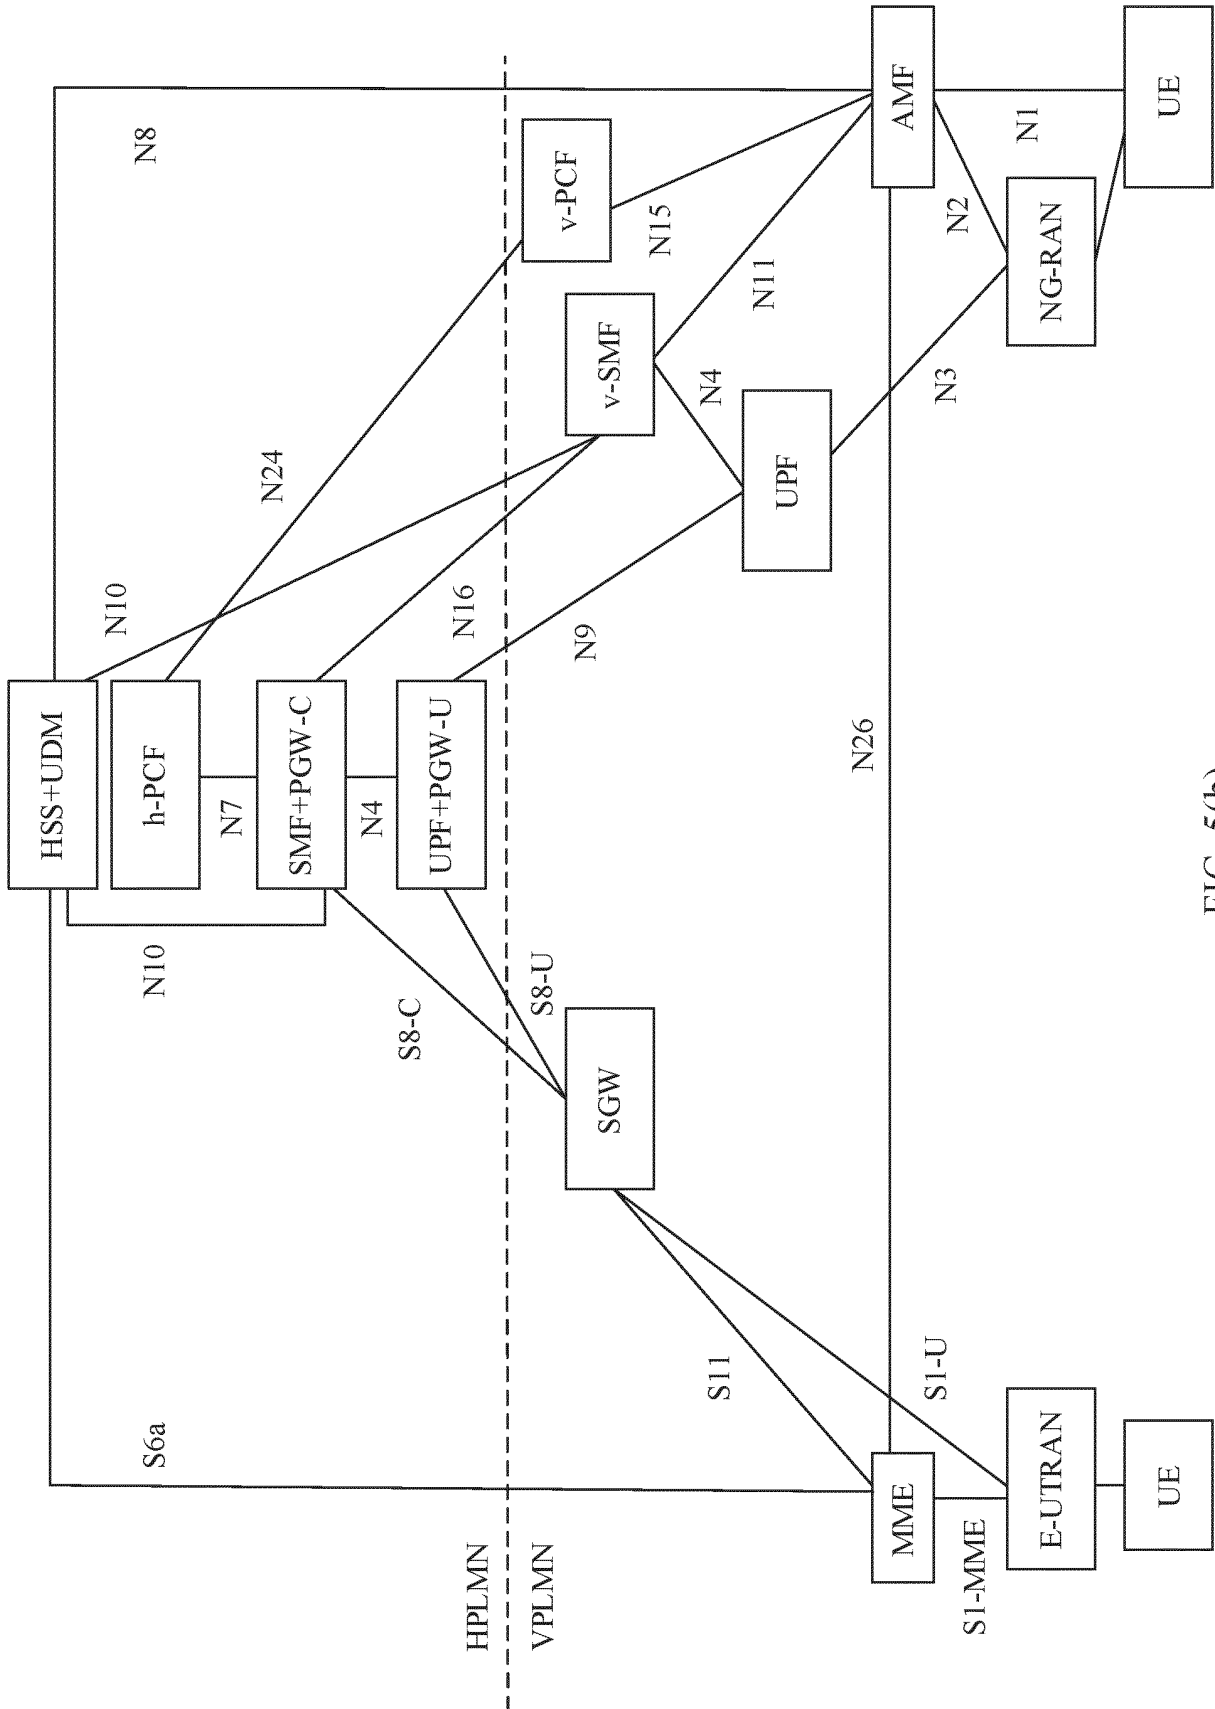 HSS+UDM
N10
S6a
N10
h-PCF
N8
N7
N24
SMF+PGW-C
N4
S8-C
UPF+PGW-U
N16
HPLMN
VPLMN
S8-U
v-PCF
N9
SGW
v-SMF
N15
S11
N4
N11
UPF
N26
MME
AMF
S1-MME
S1-U
N3
N2
N1
E-UTRAN
NG-RAN
UE
UE
FIG. 5(b)